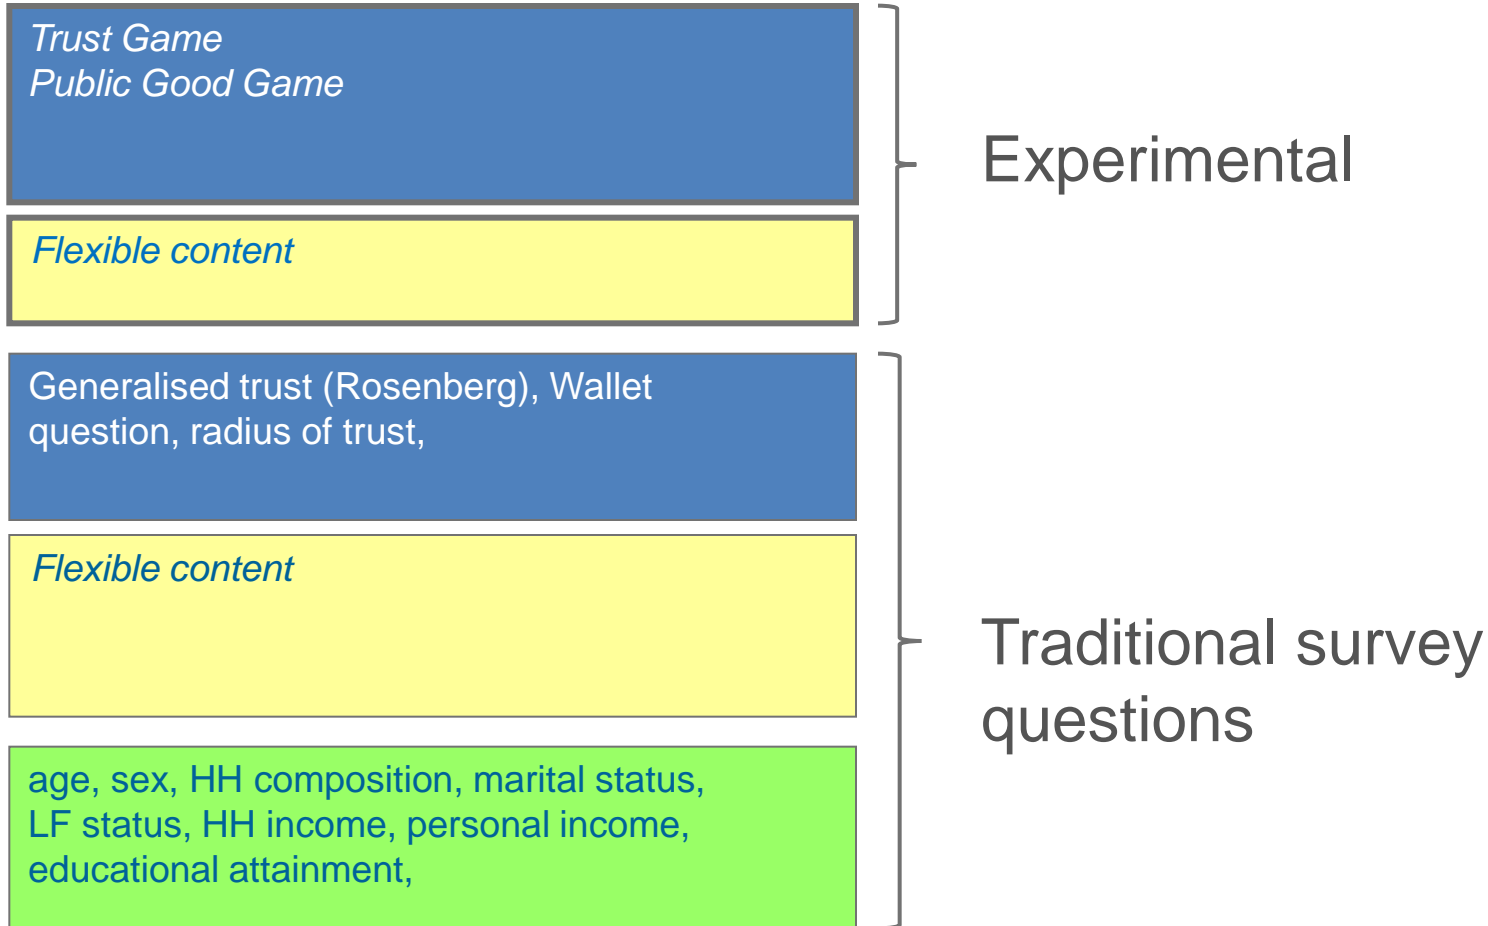 Trust Game
Public Good Game
Experimental
Flexible content
Generalised trust (Rosenberg), Wallet
question, radius of trust,
Flexible content
Traditional survey
questions
age, sex, HH composition, marital status,
LF status, HH income, personal income,
educational attainment,